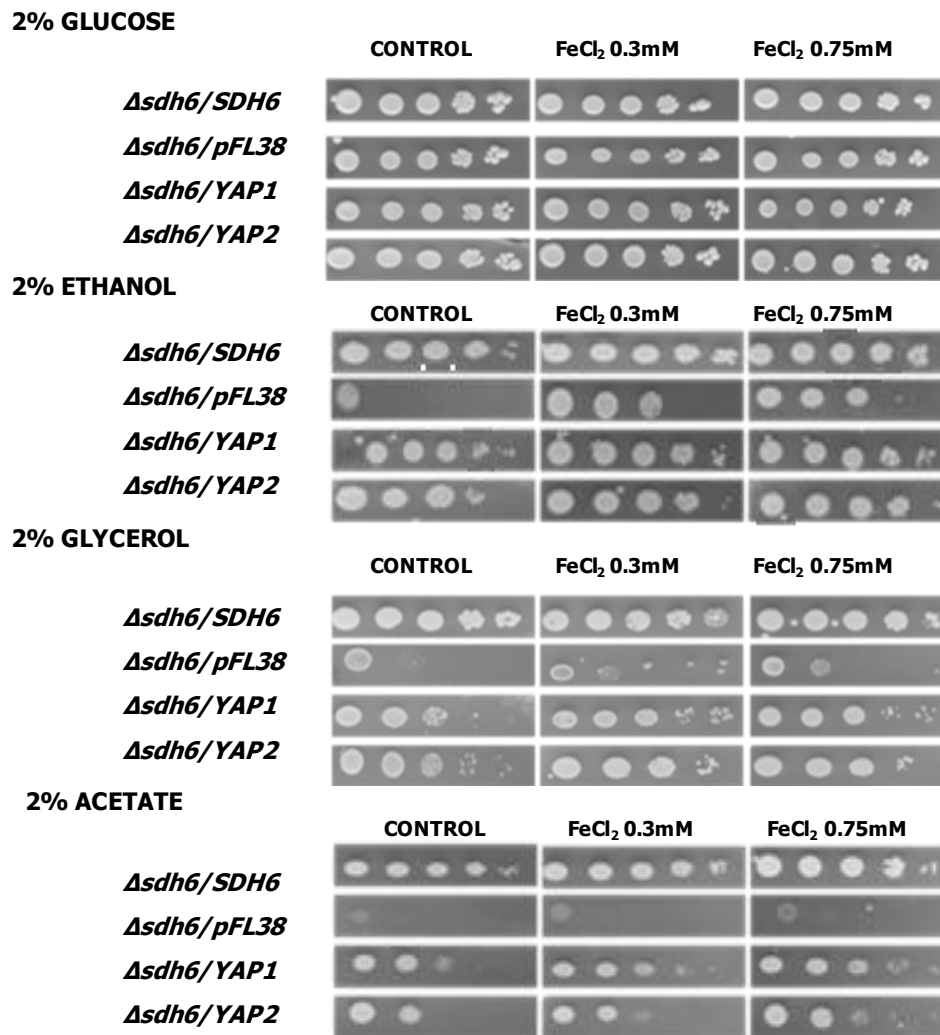 2% GLUCOSE
CONTROL FeCl₂ 0.3mM FeCl₂ 0.75mM
Δsdh6/SDH6
Δsdh6/pFL38
Δsdh6/YAP1
Δsdh6/YAP2
2% ETHANOL
CONTROL FeCl₂ 0.3mM FeCl₂ 0.75mM
Δsdh6/SDH6
Δsdh6/pFL38
Δsdh6/YAP1
Δsdh6/YAP2
2% GLYCEROL
CONTROL FeCl₂ 0.3mM FeCl₂ 0.75mM
Δsdh6/SDH6
Δsdh6/pFL38
Δsdh6/YAP1
Δsdh6/YAP2
2% ACETATE
CONTROL FeCl₂ 0.3mM FeCl₂ 0.75mM
Δsdh6/SDH6
Δsdh6/pFL38
Δsdh6/YAP1
Δsdh6/YAP2